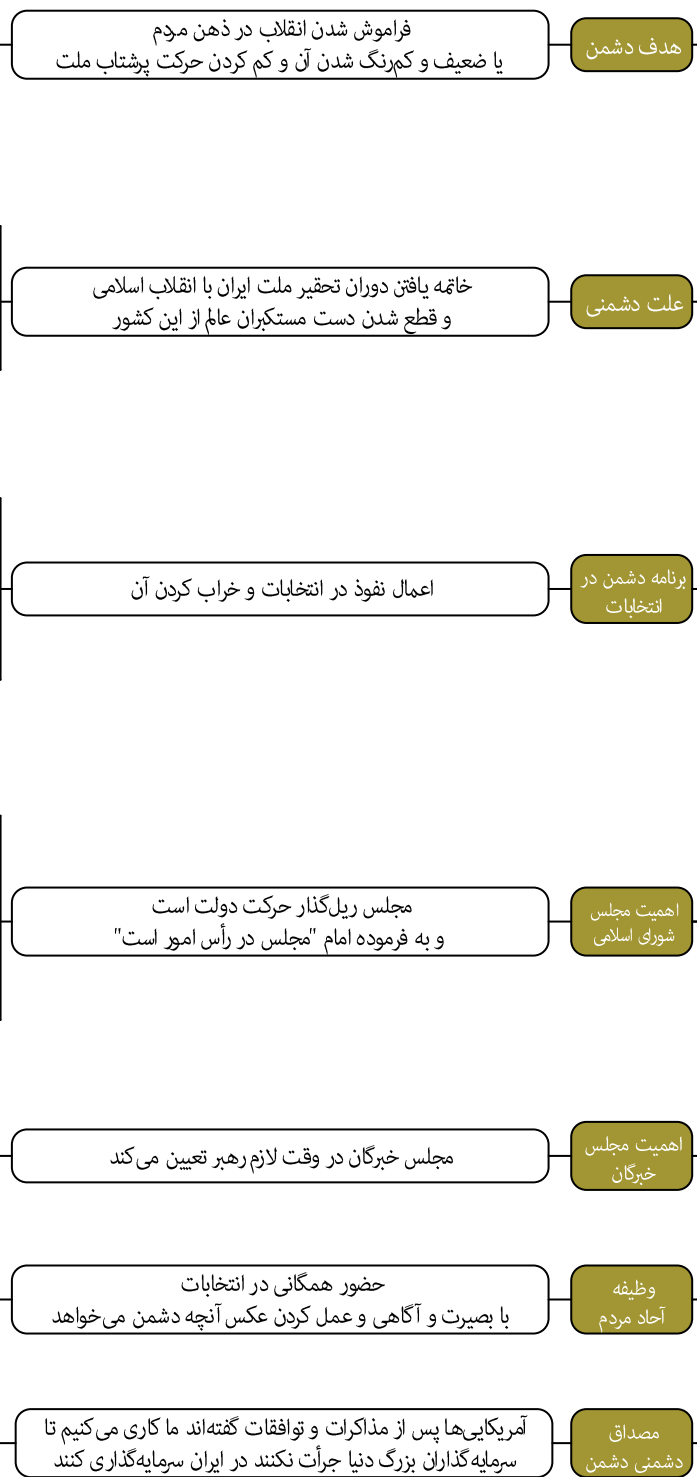 هدف دشمن
فراموش شدن انقلاب در ذهن مردم
یا ضعیف و کم‌رنگ شدن آن و کم کردن حرکت پرشتاب ملت
علت دشمنی
خاتمه یافتن دوران تحقیر ملت ایران با انقلاب اسلامی
و قطع شدن دست مستکبران عالم از این کشور
برنامه دشمن در
انتخابات
اعمال نفوذ در انتخابات و خراب کردن آن
اهمیت مجلس
شورای اسلامی
مجلس ریل‌گذار حرکت دولت است
و به فرموده امام "مجلس در رأس امور است"
اهمیت مجلس
خبرگان
مجلس خبرگان در وقت لازم رهبر تعیین می‌کند
وظیفه
آحاد مردم
حضور همگانی در انتخابات
با بصیرت و آگاهی و عمل کردن عکس آنچه دشمن می‌خواهد
مصداق
دشمنی دشمن
آمریکایی‌ها پس از مذاکرات و توافقات گفته‌اند ما کاری می‌کنیم تا
سرمایه‌گذاران بزرگ دنیا جرأت نکنند در ایران سرمایه‌گذاری کنند